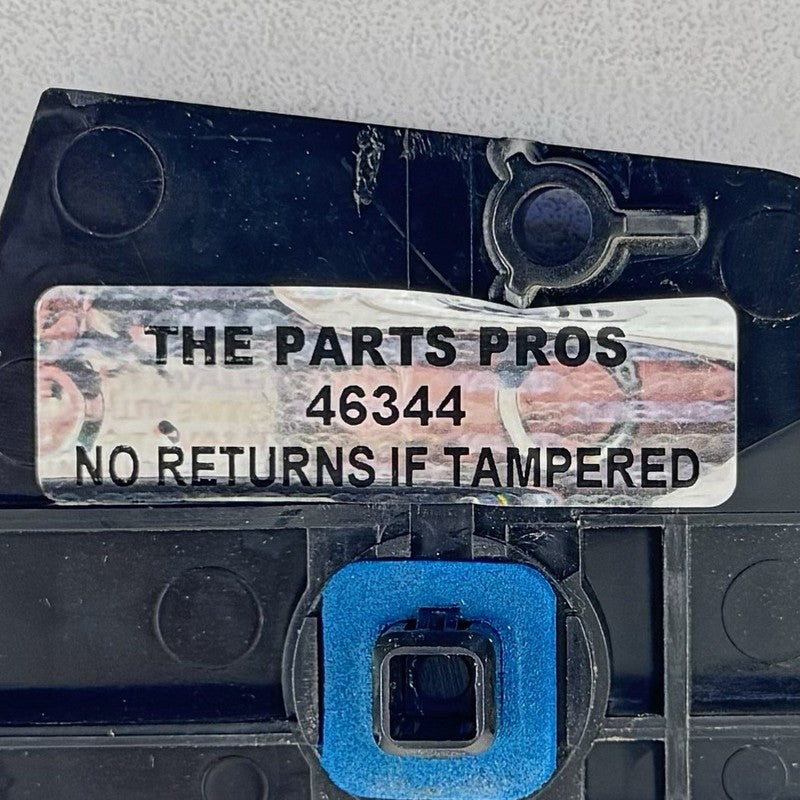 THE PARTS PROS
46344
NO RETURNS IF TAMPERED